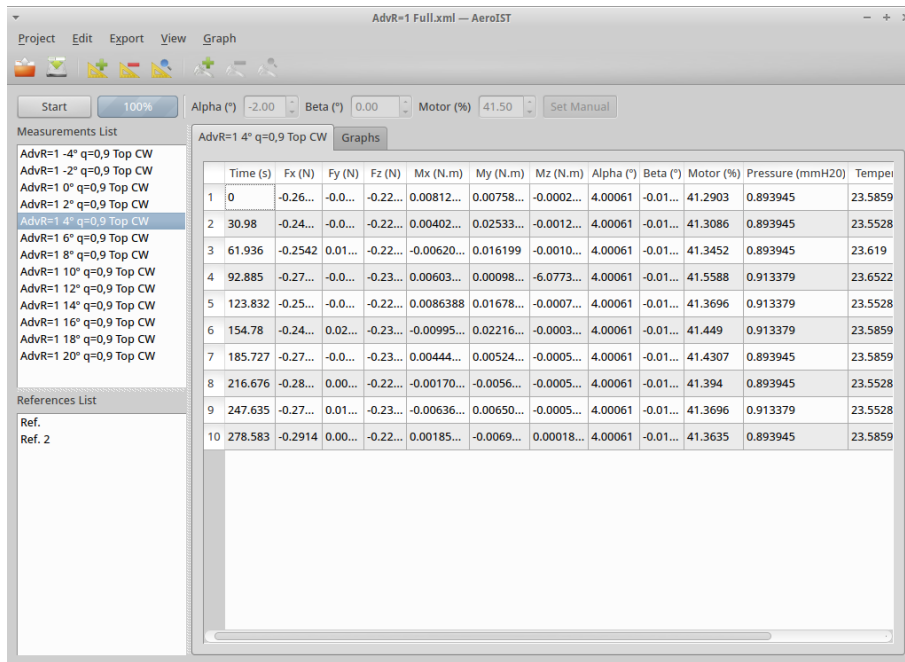 AdvR=1 Full.xml — AeroIST
Project Edit Export View Graph
Start 100% Alpha (º) -2.00 Beta (º) 0.00 Motor (%) 41.50 Set Manual
Measurements List
AdvR=1 -4º q=0,9 Top CW
AdvR=1 -2º q=0,9 Top CW
AdvR=1 0º q=0,9 Top CW
AdvR=1 2º q=0,9 Top CW
AdvR=1 4º q=0,9 Top CW
AdvR=1 6º q=0,9 Top CW
AdvR=1 8º q=0,9 Top CW
AdvR=1 10º q=0,9 Top CW
AdvR=1 12º q=0,9 Top CW
AdvR=1 14º q=0,9 Top CW
AdvR=1 16º q=0,9 Top CW
AdvR=1 18º q=0,9 Top CW
AdvR=1 20º q=0,9 Top CW
References List
Ref.
Ref. 2
AdvR=1 4º q=0,9 Top CW Graphs
Time (s) Fx (N) Fy (N) Fz (N) Mx (N.m) My (N.m) Mz (N.m) Alpha (º) Beta (º) Motor (%) Pressure (mmH20) Temper
1 0 -0.26... -0.0... -0.22... 0.00812... 0.00758... -0.0002... 4.00061 -0.01... 41.2903 0.893945 23.5859
2 30.98 -0.24... -0.0... -0.22... 0.00402... 0.02533... -0.0012... 4.00061 -0.01... 41.3086 0.893945 23.5528
3 61.936 -0.2542 0.01... -0.22... -0.00620... 0.016199 -0.0010... 4.00061 -0.01... 41.3452 0.893945 23.619
4 92.885 -0.27... -0.0... -0.23... 0.00603... 0.00098... -6.0773... 4.00061 -0.01... 41.5588 0.913379 23.6522
5 123.832 -0.25... -0.0... -0.22... 0.0086388 0.01678... -0.0007... 4.00061 -0.01... 41.3696 0.913379 23.5528
6 154.78 -0.24... 0.02... -0.23... -0.00995... 0.02216... -0.0003... 4.00061 -0.01... 41.449 0.913379 23.5859
7 185.727 -0.27... -0.0... -0.23... 0.00444... 0.00524... -0.0005... 4.00061 -0.01... 41.4307 0.893945 23.5859
8 216.676 -0.28... 0.00... -0.22... -0.00170... -0.0056... -0.0005... 4.00061 -0.01... 41.394 0.893945 23.5528
9 247.635 -0.27... 0.01... -0.23... -0.00636... 0.00650... -0.0005... 4.00061 -0.01... 41.3696 0.913379 23.5528
10 278.583 -0.2914 0.00... -0.22... 0.00185... -0.0069... 0.00018... 4.00061 -0.01... 41.3635 0.893945 23.5859